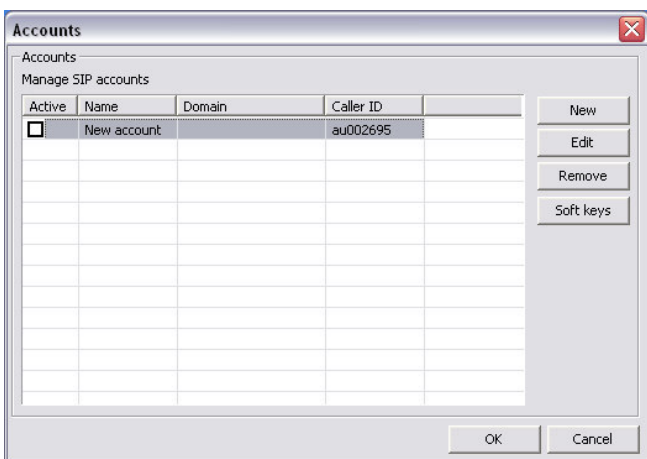 Accounts
Accounts
Manage SIP accounts
Active Name Domain Caller ID
New account au002695
New
Edit
Remove
Soft keys
OK Cancel